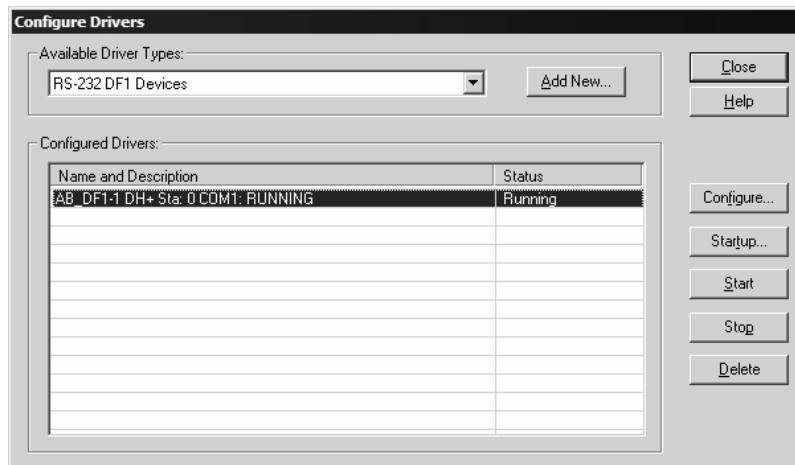 Configure Drivers
Available Driver Types:
RS-232 DF1 Devices
Add New...
Close
Help
Configured Drivers:
Name and Description Status
AB_DF1-1 DH+ Sta: 0 COM1: RUNNING Running
Configure...
Startup...
Start
Stop
Delete